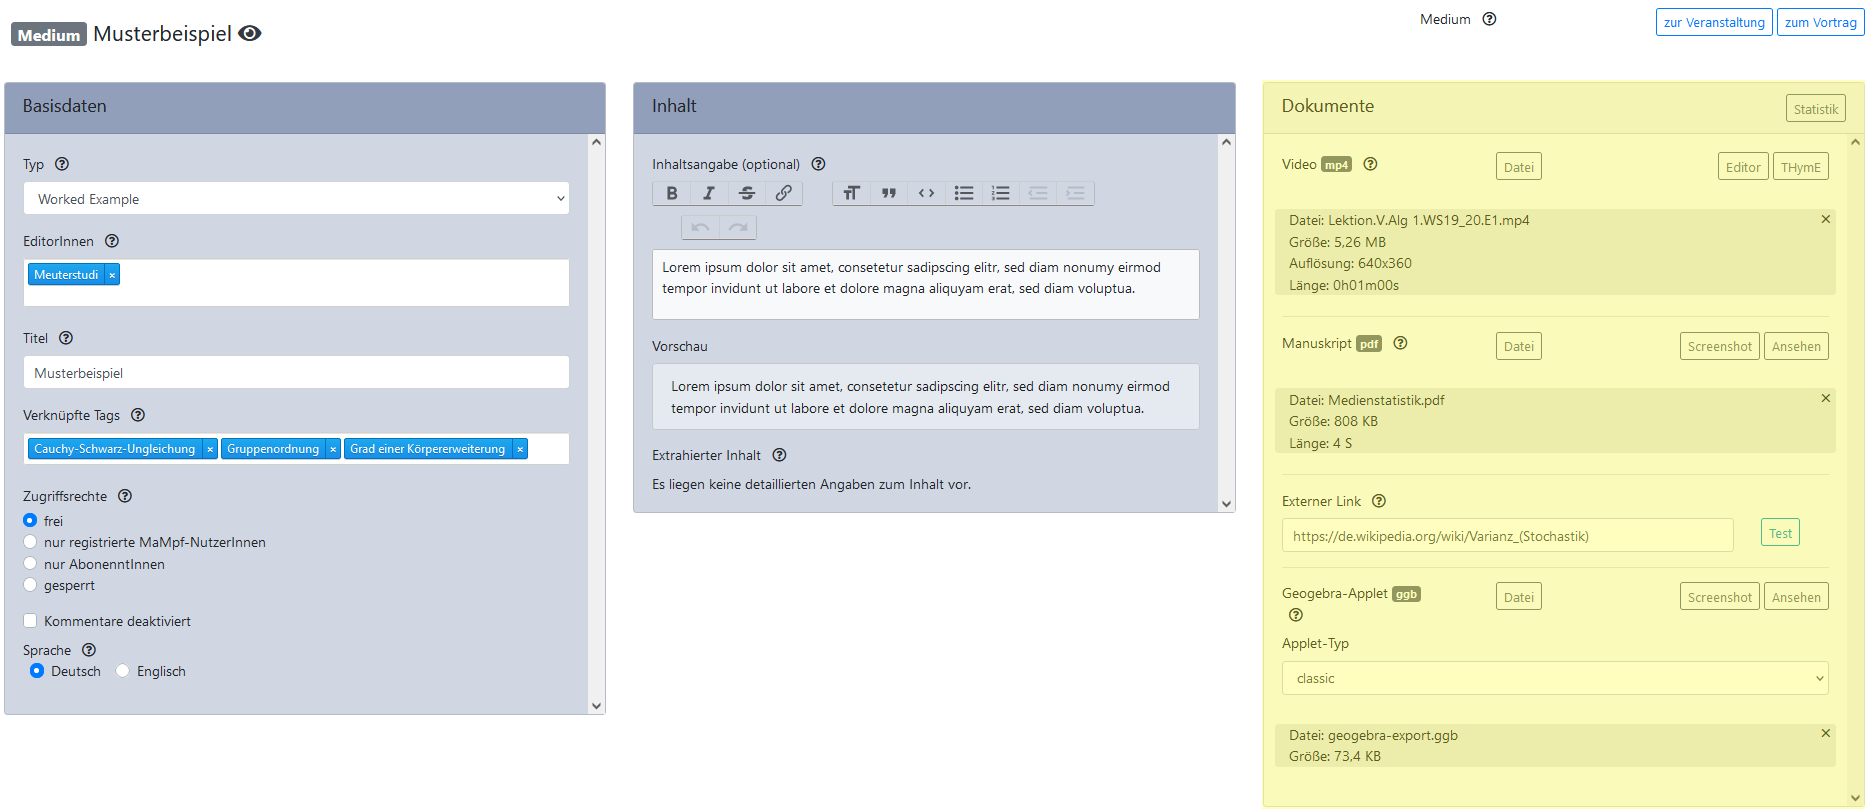 Medium Musterbeispiel
Medium
zur Veranstaltung
zum Vortrag
Basisdaten
Typ
Worked Example
EditorInnen
Meuterstudi ×
Titel
Musterbeispiel
Verknüpfte Tags
Cauchy-Schwarz-Ungleichung × Gruppenordnung × Grad einer Körpererweiterung ×
Zugriffsrechte
frei
nur registrierte MaMpf-NutzerInnen
nur AbonenntInnen
gesperrt
Kommentare deaktiviert
Sprache
Deutsch Englisch
Inhalt
Inhaltsangabe (optional)
Lorem ipsum dolor sit amet, consetetur sadipscing elitr, sed diam nonumy eirmod
tempor invidunt ut labore et dolore magna aliquyam erat, sed diam voluptua.
Vorschau
Lorem ipsum dolor sit amet, consetetur sadipscing elitr, sed diam nonumy eirmod
tempor invidunt ut labore et dolore magna aliquyam erat, sed diam voluptua.
Extrahierter Inhalt
Es liegen keine detaillierten Angaben zum Inhalt vor.
Dokumente Statistik
Video mp4 Datei Editor THymE
Datei: Lektion.V.Alg 1.WS19_20.E1.mp4
Größe: 5,26 MB
Auflösung: 640x360
Länge: 0h01m00s
Manuskript pdf Datei Screenshot Ansehen
Datei: Medienstatistik.pdf
Größe: 808 KB
Länge: 4 S
Externer Link
https://de.wikipedia.org/wiki/Varianz_(Stochastik) Test
Geogebra-Applet ggb Datei Screenshot Ansehen
Applet-Typ
classic
Datei: geogebra-export.ggb
Größe: 73,4 KB